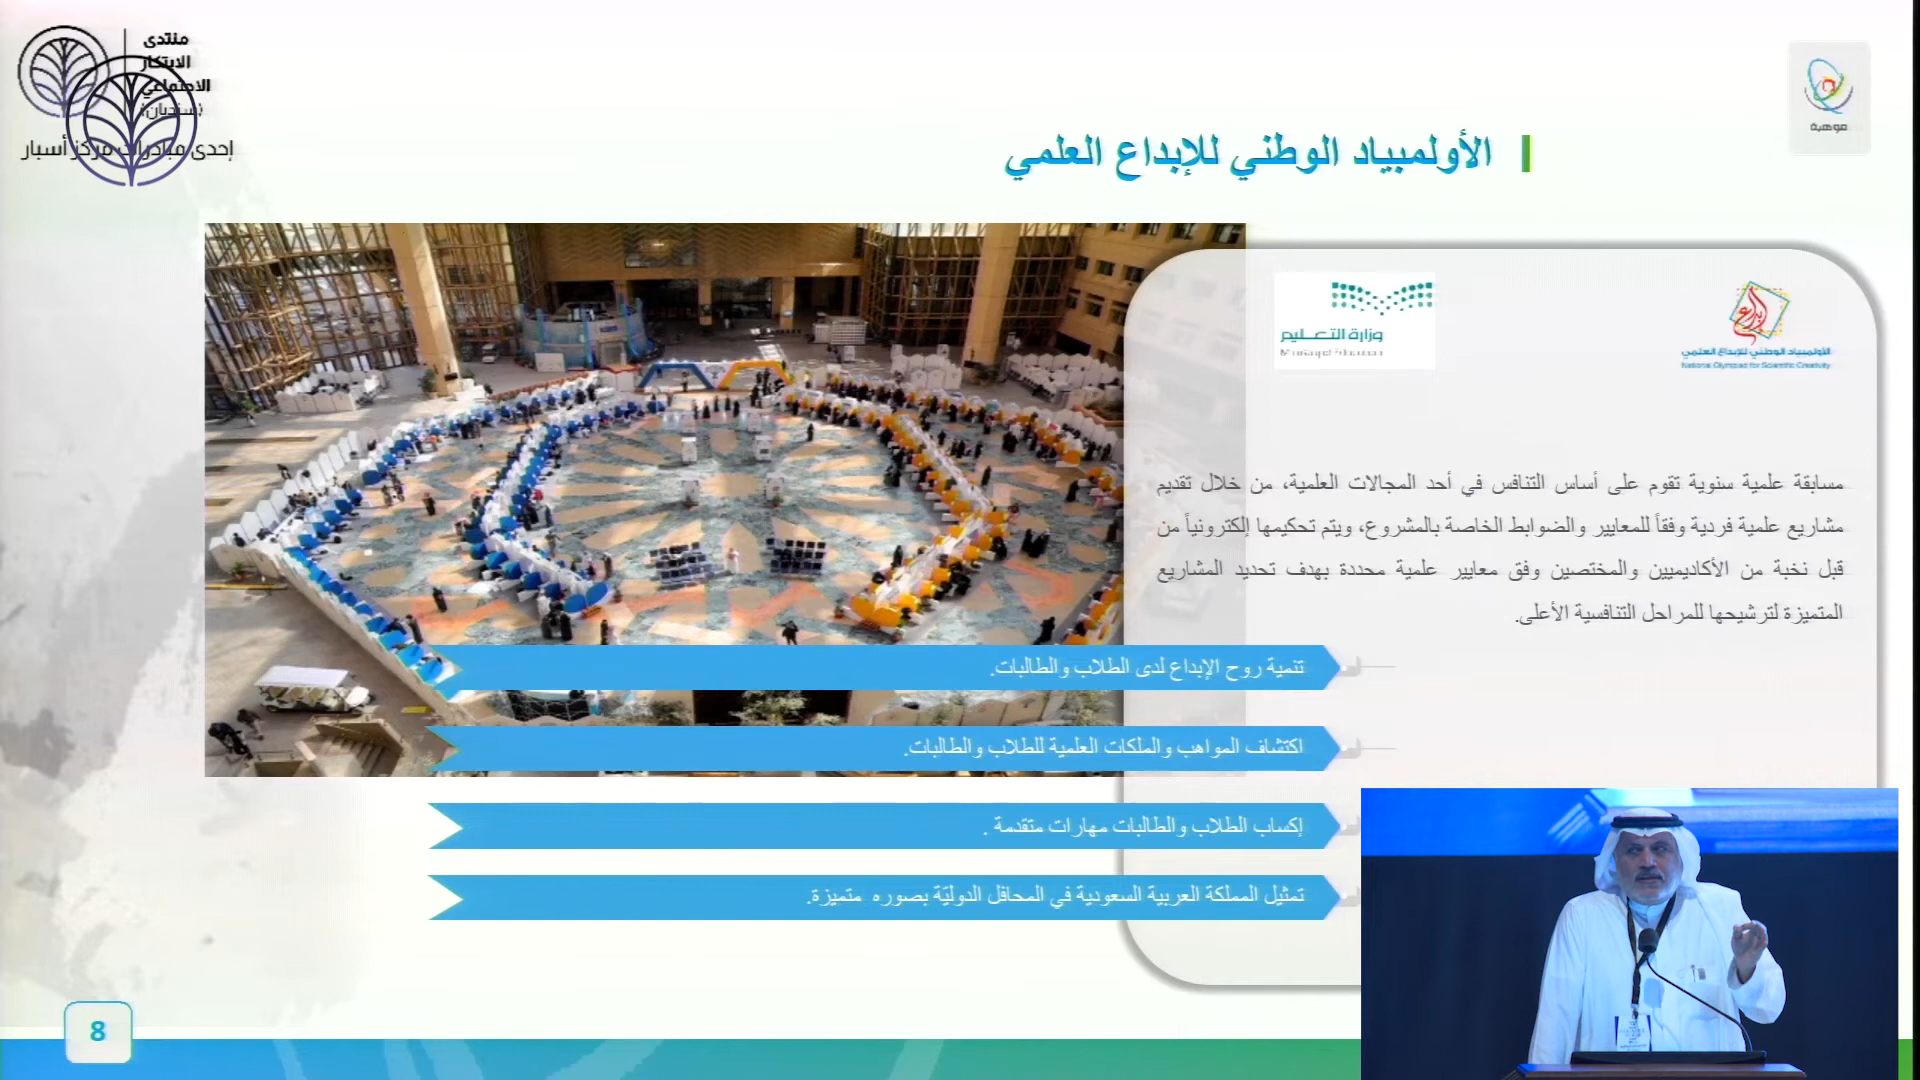 منتدى
الابتكار
الاجتماعي
إحدى مبادرات مركز أسبار
موهبة
الأولمبياد الوطني للإبداع العلمي
وزارة التعليم
Ministry of Education
إبداع
الأولمبياد الوطني للإبداع العلمي
National Olympiad for Scientific Creativity
مسابقة علمية سنوية تقوم على أساس التنافس في أحد المجالات العلمية، من خلال تقديم
مشاريع علمية فردية وفقاً للمعايير والضوابط الخاصة بالمشروع، ويتم تحكيمها إلكترونياً من
قبل نخبة من الأكاديميين والمختصين وفق معايير علمية محددة بهدف تحديد المشاريع
المتميزة لترشيحها للمراحل التنافسية الأعلى.
تنمية روح الإبداع لدى الطلاب والطالبات.
اكتشاف المواهب والملكات العلمية للطلاب والطالبات.
إكساب الطلاب والطالبات مهارات متقدمة .
تمثيل المملكة العربية السعودية في المحافل الدولية بصوره متميزة.
8